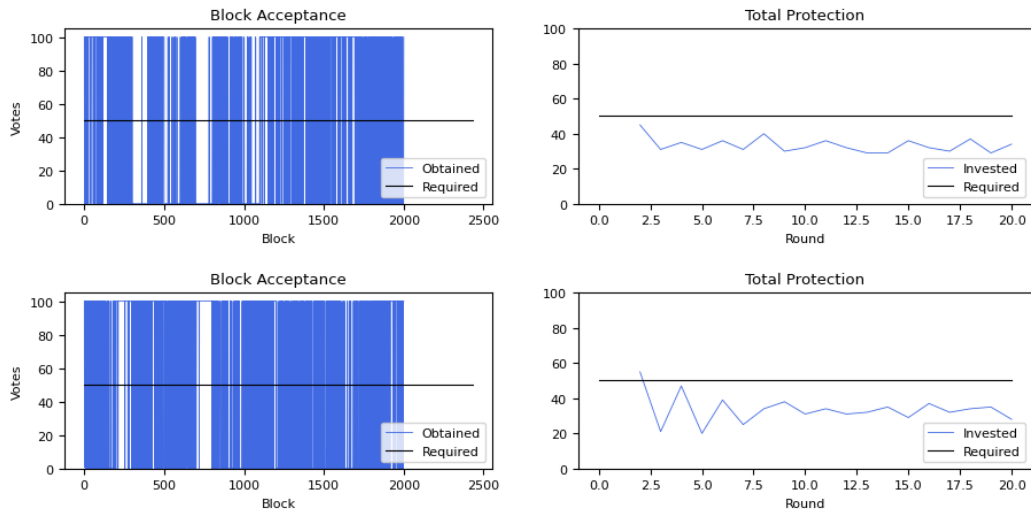 Block Acceptance
100
80
60
40
20
0
Votes
0 500 1000 1500 2000 2500
Block
Obtained
Required
Total Protection
100
80
60
40
20
0
0.0 2.5 5.0 7.5 10.0 12.5 15.0 17.5 20.0
Round
Invested
Required
Block Acceptance
100
80
60
40
20
0
Votes
0 500 1000 1500 2000 2500
Block
Obtained
Required
Total Protection
100
80
60
40
20
0
0.0 2.5 5.0 7.5 10.0 12.5 15.0 17.5 20.0
Round
Invested
Required